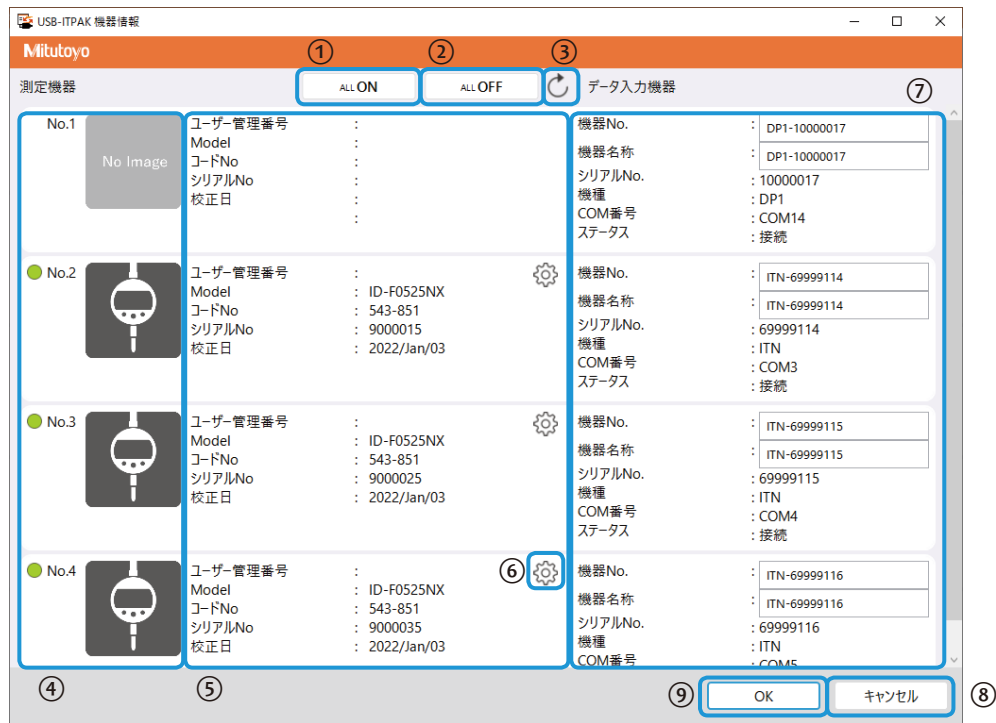 USB-ITPAK 機器情報
Mitutoyo
① ② ③
測定機器 ALL ON ALL OFF データ入力機器 ⑦
No.1
No Image
ユーザー管理番号 :
Model :
コードNo :
シリアルNo :
校正日 :
:
機器No. : DP1-10000017
機器名称 : DP1-10000017
シリアルNo. : 10000017
機種 : DP1
COM番号 : COM14
ステータス : 接続
No.2
ユーザー管理番号 :
Model : ID-F0525NX
コードNo : 543-851
シリアルNo : 9000015
校正日 : 2022/Jan/03
機器No. : ITN-69999114
機器名称 : ITN-69999114
シリアルNo. : 69999114
機種 : ITN
COM番号 : COM3
ステータス : 接続
No.3
ユーザー管理番号 :
Model : ID-F0525NX
コードNo : 543-851
シリアルNo : 9000025
校正日 : 2022/Jan/03
機器No. : ITN-69999115
機器名称 : ITN-69999115
シリアルNo. : 69999115
機種 : ITN
COM番号 : COM4
ステータス : 接続
No.4
ユーザー管理番号 :
Model : ID-F0525NX
コードNo : 543-851
シリアルNo : 9000035
校正日 : 2022/Jan/03
⑥
機器No. : ITN-69999116
機器名称 : ITN-69999116
シリアルNo. : 69999116
機種 : ITN
COM番号 : COM5
④ ⑤ ⑨ OK キャンセル ⑧